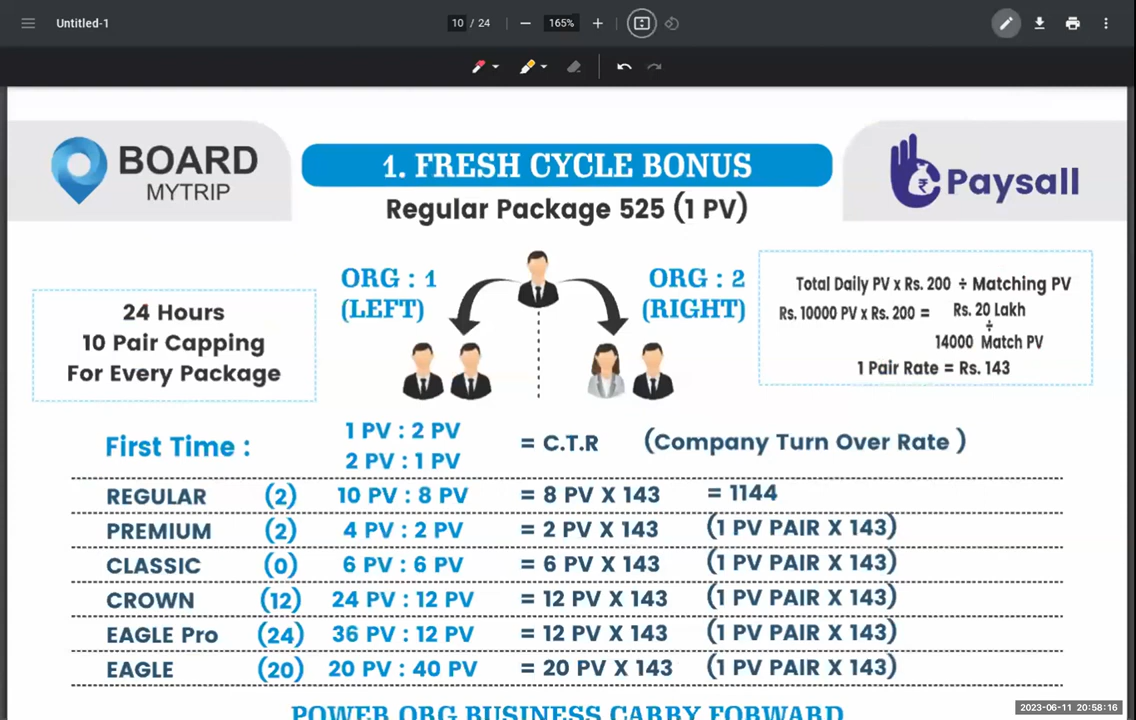 Untitled-1
10 / 24
165%
BOARD
MYTRIP
1. FRESH CYCLE BONUS
Regular Package 525 (1 PV)
₹
Paysall
24 Hours
10 Pair Capping
For Every Package
ORG : 1
(LEFT)
ORG : 2
(RIGHT)
Total Daily PV x Rs. 200 ÷ Matching PV
Rs. 10000 PV x Rs. 200 = Rs. 20 Lakh
÷
14000 Match PV
1 Pair Rate = Rs. 143
First Time :
1 PV : 2 PV
2 PV : 1 PV
= C.T.R (Company Turn Over Rate )
REGULAR (2) 10 PV : 8 PV = 8 PV X 143 = 1144
PREMIUM (2) 4 PV : 2 PV = 2 PV X 143 (1 PV PAIR X 143)
CLASSIC (0) 6 PV : 6 PV = 6 PV X 143 (1 PV PAIR X 143)
CROWN (12) 24 PV : 12 PV = 12 PV X 143 (1 PV PAIR X 143)
EAGLE Pro (24) 36 PV : 12 PV = 12 PV X 143 (1 PV PAIR X 143)
EAGLE (20) 20 PV : 40 PV = 20 PV X 143 (1 PV PAIR X 143)
POWER ORG BUSINESS CARRY FORWARD
2023-06-11 20:58:16